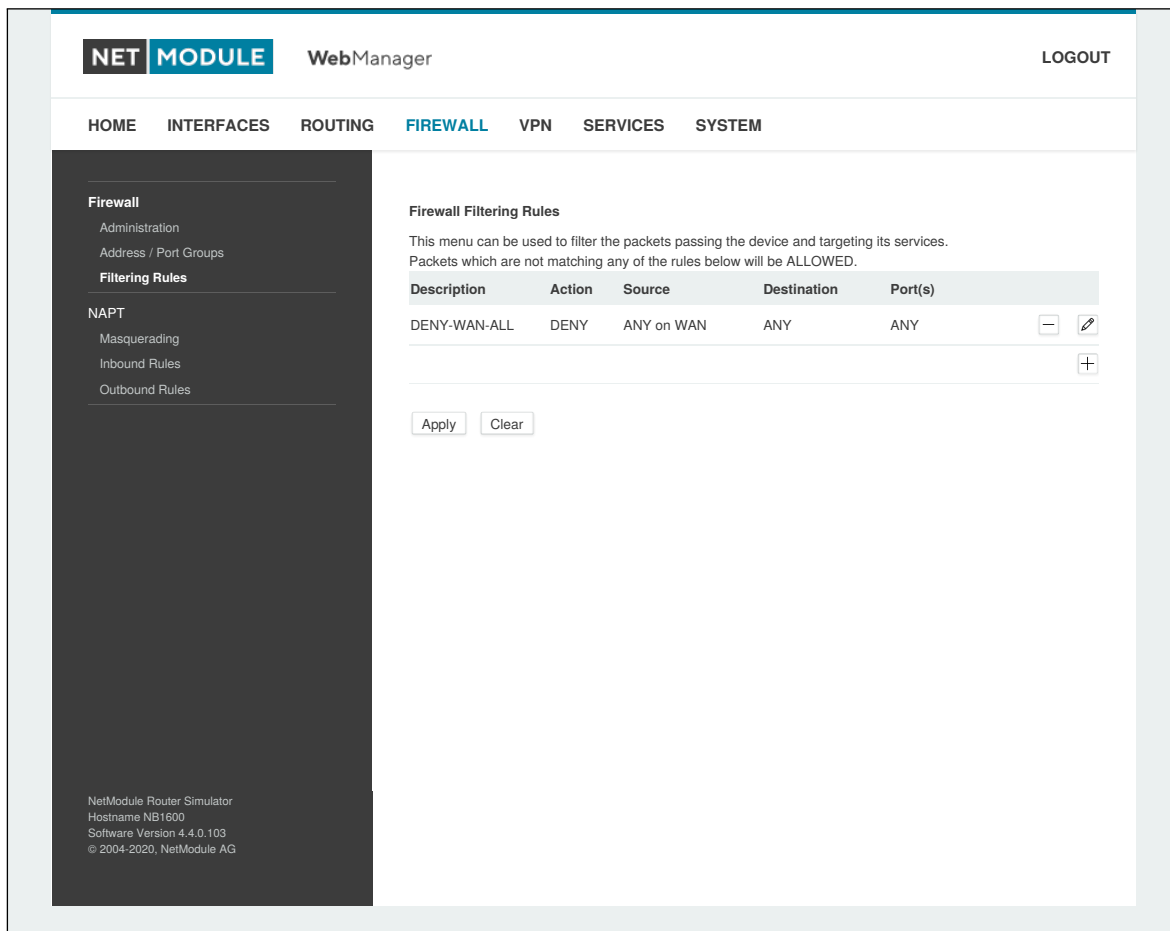 NET MODULE WebManager LOGOUT
HOME INTERFACES ROUTING FIREWALL VPN SERVICES SYSTEM
Firewall
Administration
Address / Port Groups
Filtering Rules
NAPT
Masquerading
Inbound Rules
Outbound Rules
Firewall Filtering Rules
This menu can be used to filter the packets passing the device and targeting its services.
Packets which are not matching any of the rules below will be ALLOWED.
Description Action Source Destination Port(s)
DENY-WAN-ALL DENY ANY on WAN ANY ANY
Apply Clear
NetModule Router Simulator
Hostname NB1600
Software Version 4.4.0.103
© 2004-2020, NetModule AG